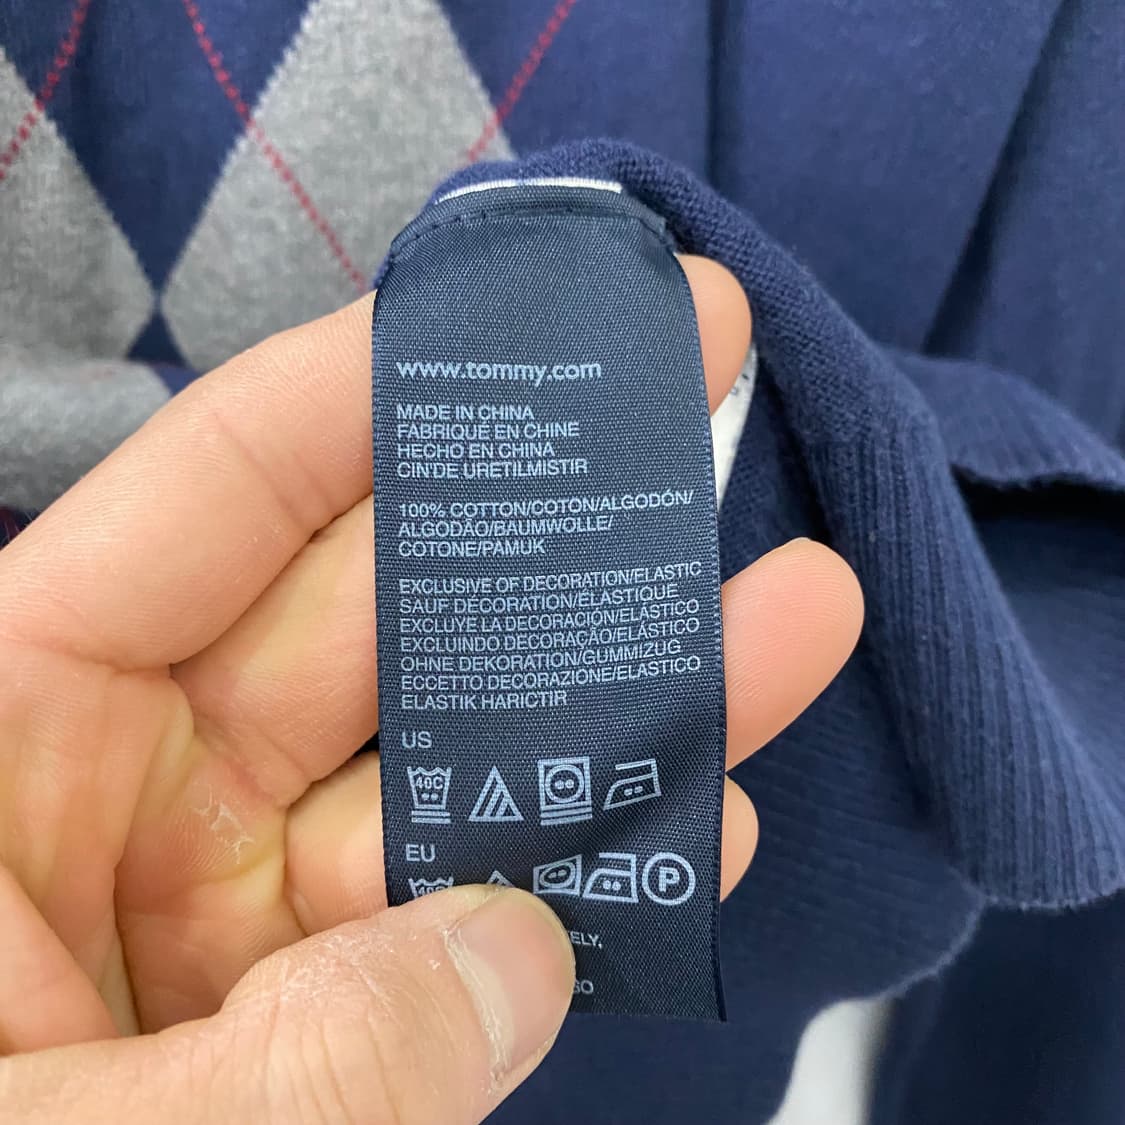 www.tommy.com
MADE IN CHINA
FABRIQUÉ EN CHINE
HECHO EN CHINA
CIN'DE URETILMISTIR
100% COTTON/COTON/ALGODÓN/
ALGODÃO/BAUMWOLLE/
COTONE/PAMUK
EXCLUSIVE OF DECORATION/ELASTIC
SAUF DECORATION/ÉLASTIQUE
EXCLUYE LA DECORACIÓN/ELÁSTICO
EXCLUINDO DECORAÇÃO/ELÁSTICO
OHNE DEKORATION/GUMMIZUG
ECCETTO DECORAZIONE/ELASTICO
ELASTIK HARICTIR
US
40C
EU
P